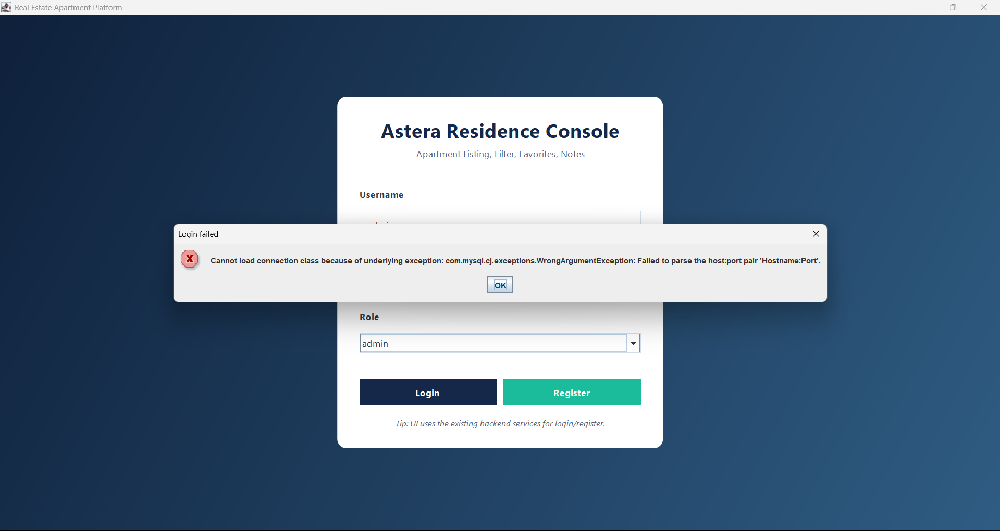 Real Estate Apartment Platform
Astera Residence Console
Apartment Listing, Filter, Favorites, Notes
Username
Login failed
Cannot load connection class because of underlying exception: com.mysql.cj.exceptions.WrongArgumentException: Failed to parse the host:port pair 'Hostname:Port'.
OK
Role
admin
Login
Register
Tip: UI uses the existing backend services for login/register.